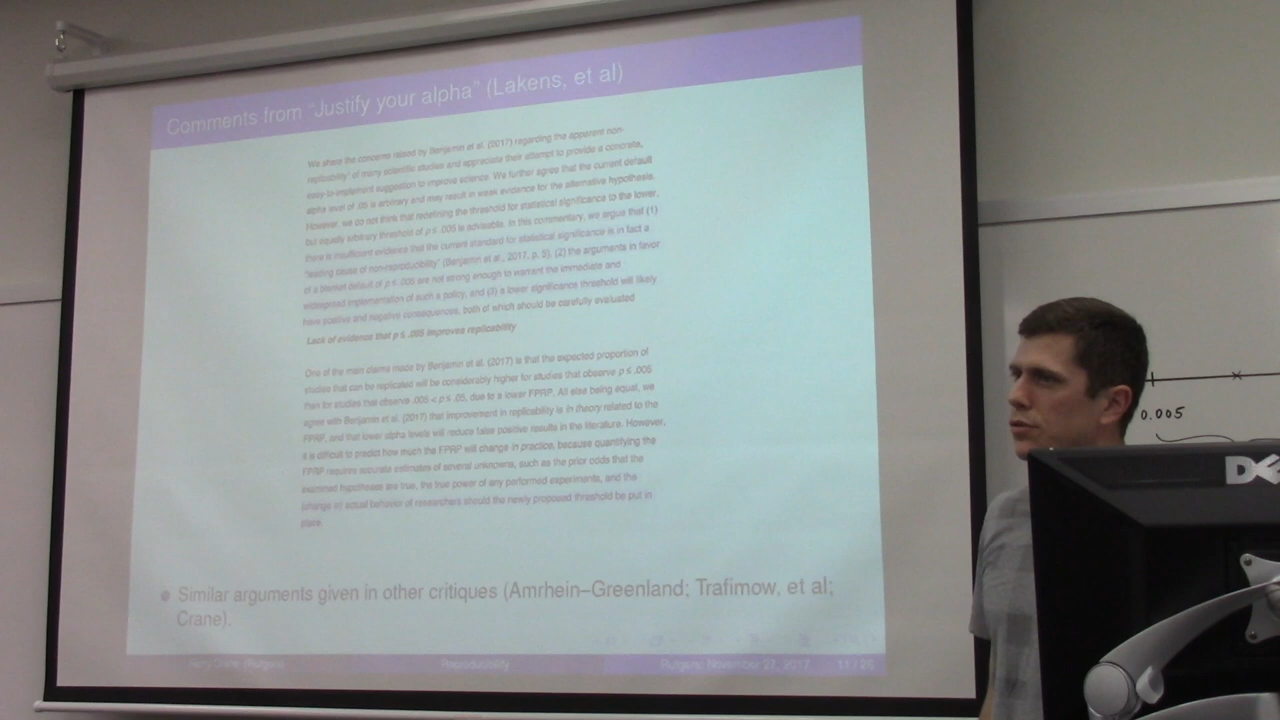 Comments from "Justify your alpha" (Lakens, et al)
We share the concerns raised by Benjamin et al. (2017) regarding the apparent non-
replicability of many scientific studies and appreciate their attempt to provide a concrete,
easy-to-implement suggestion to improve science. We further agree that the current default
alpha level of .05 is arbitrary and may result in weak evidence for the alternative hypothesis.
However, we do not think that redefining the threshold for statistical significance to the lower,
but equally arbitrary threshold of p ≤ .005 is advisable. In this commentary, we argue that (1)
there is insufficient evidence that the current standard for statistical significance is in fact a
"leading cause of non-reproducibility" (Benjamin et al., 2017, p. 5), (2) the arguments in favor
of a blanket default of p ≤ .005 are not strong enough to warrant the immediate and
widespread implementation of such a policy, and (3) a lower significance threshold will likely
have positive and negative consequences, both of which should be carefully evaluated
Lack of evidence that p ≤ .005 improves replicability
One of the main claims made by Benjamin et al. (2017) is that the expected proportion of
studies that can be replicated will be considerably higher for studies that observe p ≤ .005
than for studies that observe .005 < p ≤ .05, due to a lower FPRP. All else being equal, we
agree with Benjamin et al. (2017) that improvement in replicability is in theory related to the
FPRP, and that lower alpha levels will reduce false positive results in the literature. However,
it is difficult to predict how much the FPRP will change in practice, because quantifying the
FPRP requires accurate estimates of several unknowns, such as the prior odds that the
examined hypotheses are true, the true power of any performed experiments, and the
(change in) actual behavior of researchers should the newly proposed threshold be put in
place.
● Similar arguments given in other critiques (Amrhein–Greenland; Trafimow, et al;
Crane).
Harry Crane (Rutgers) Reproducibility Rutgers, November 27, 2017 11 / 25
0.005